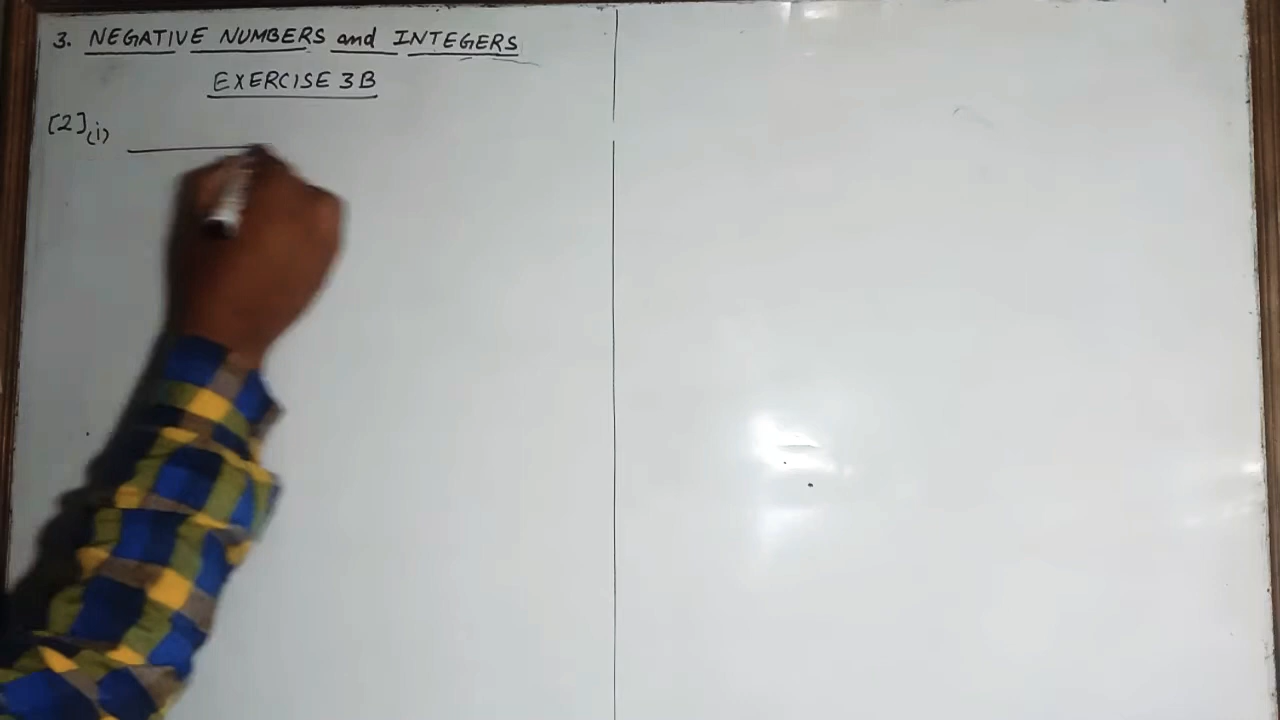 3. NEGATIVE NUMBERS and INTEGERS
EXERCISE 3B
[2](i)